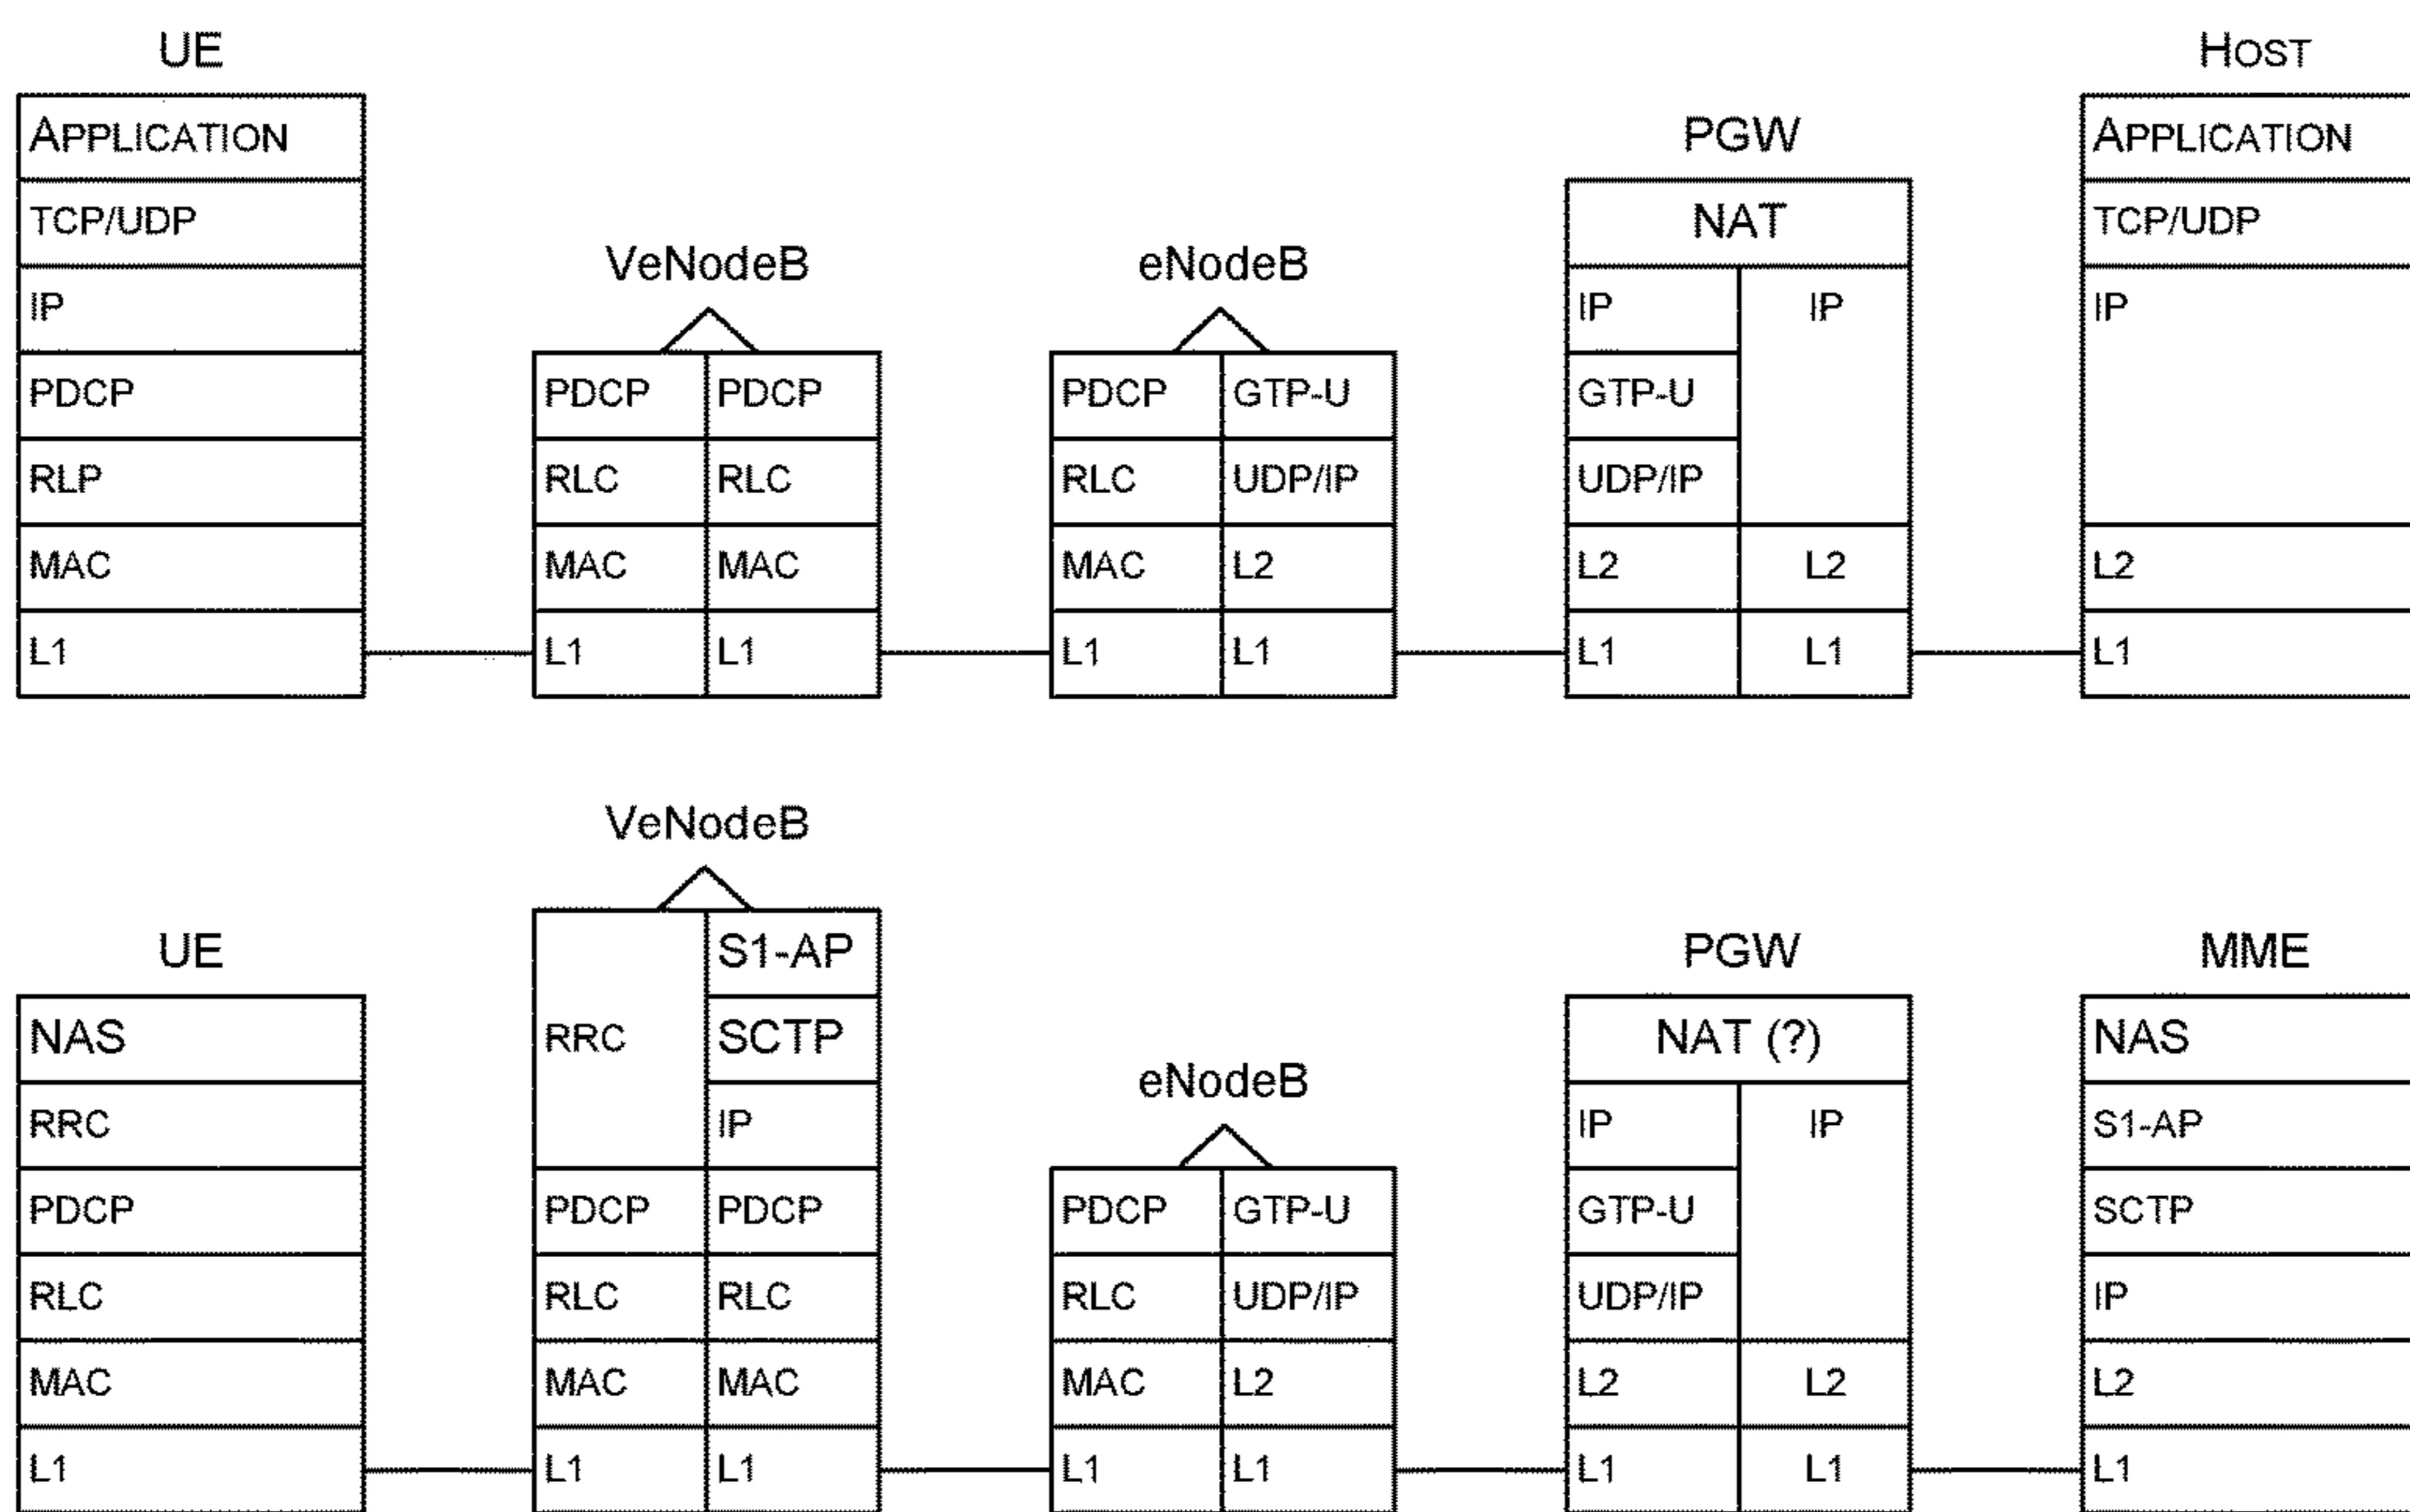 UE
HOST
APPLICATION
PGW
APPLICATION
TCP/UDP
VeNodeB
eNodeB
NAT
TCP/UDP
IP
IP
IP
IP
PDCP
PDCP
PDCP
PDCP
GTP-U
GTP-U
RLP
RLC
RLC
RLC
UDP/IP
UDP/IP
MAC
MAC
MAC
MAC
L2
L2
L2
L2
L1
L1
L1
L1
L1
L1
L1
L1
VeNodeB
UE
S1-AP
PGW
MME
NAS
RRC
SCTP
eNodeB
NAT (?)
NAS
RRC
IP
IP
IP
S1-AP
PDCP
PDCP
PDCP
PDCP
GTP-U
GTP-U
SCTP
RLC
RLC
RLC
RLC
UDP/IP
UDP/IP
IP
MAC
MAC
MAC
MAC
L2
L2
L2
L2
L1
L1
L1
L1
L1
L1
L1
L1